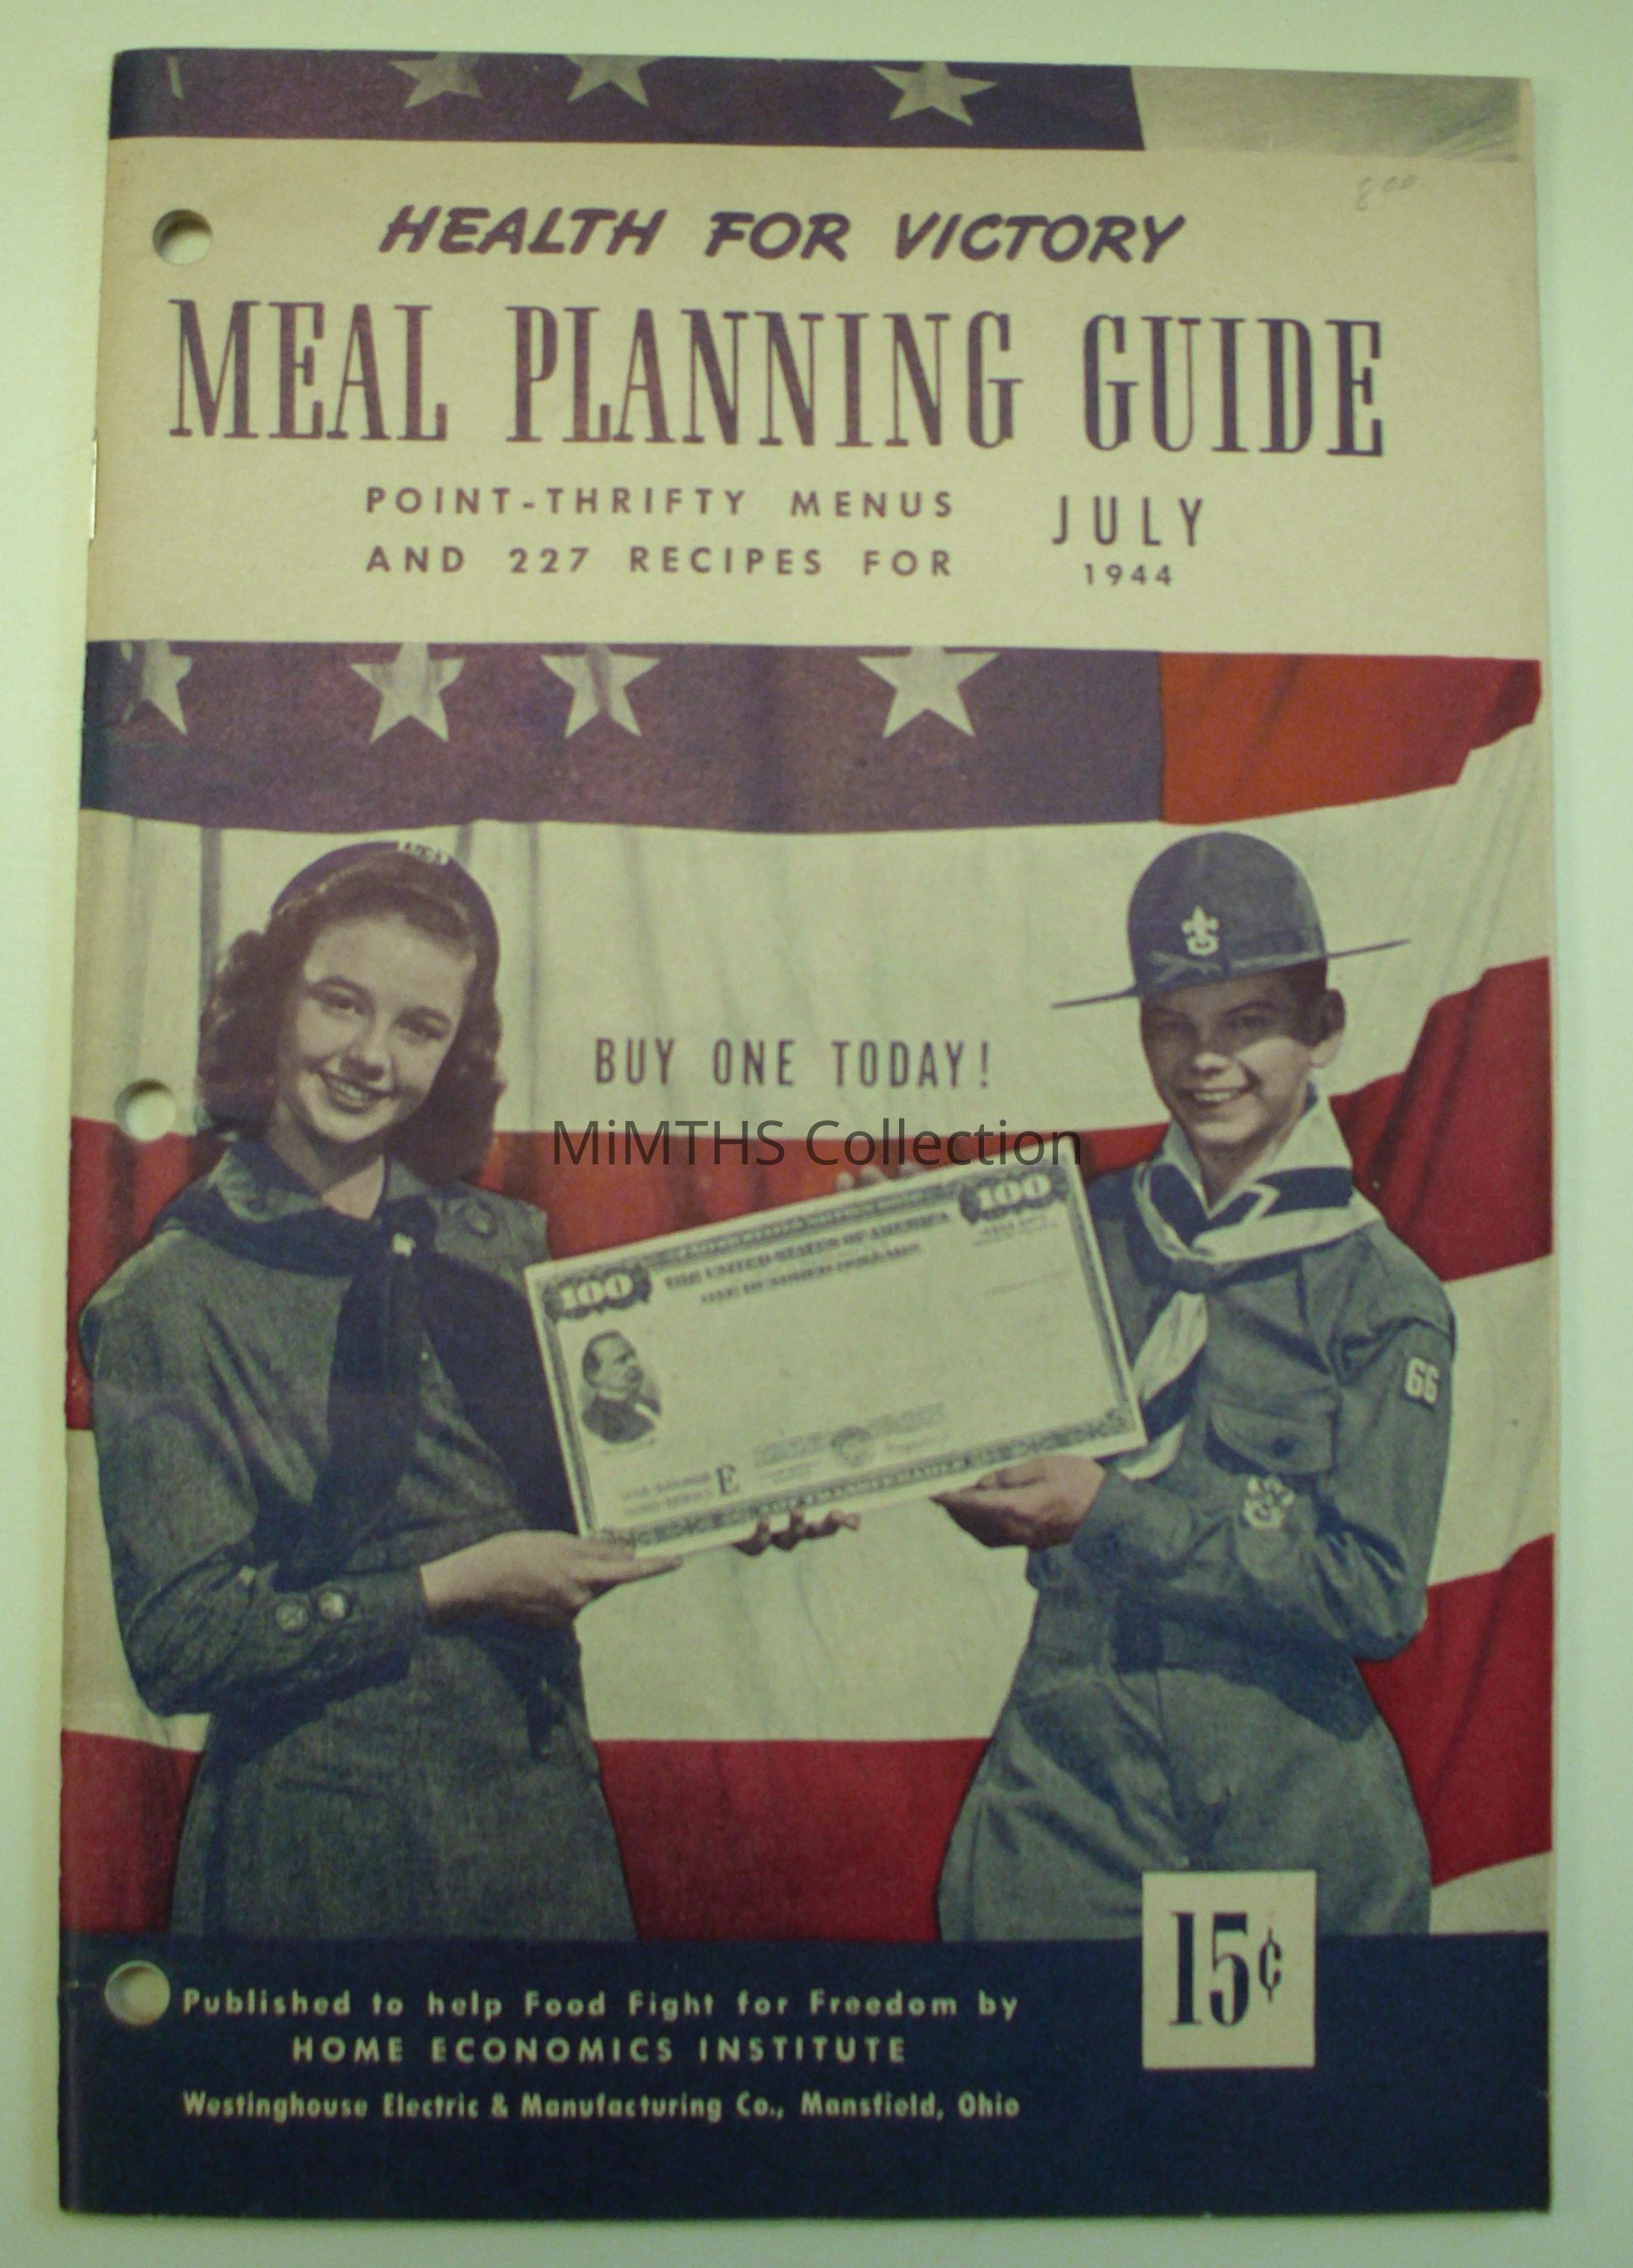 800
HEALTH FOR VICTORY
MEAL PLANNING GUIDE
POINT-THRIFTY MENUS
AND 227 RECIPES FOR
JULY
1944
BUY ONE TODAY!
MiMTHS Collection
100
THE UNITED STATES OF AMERICA
100
E
66
15¢
Published to help Food Fight for Freedom by
HOME ECONOMICS INSTITUTE
Westinghouse Electric & Manufacturing Co., Mansfield, Ohio